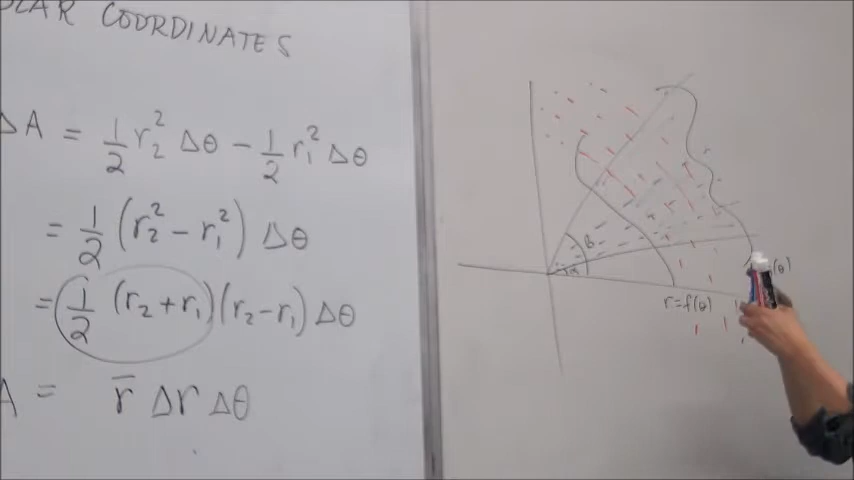 COORDINATES
ΔA = 1/2 r₂² Δθ − 1/2 r₁² Δθ
= 1/2 (r₂² − r₁²) Δθ
= 1/2 (r₂ + r₁)(r₂ − r₁) Δθ
A = r̅ Δr Δθ
β
α
r = f(θ)
(θ)